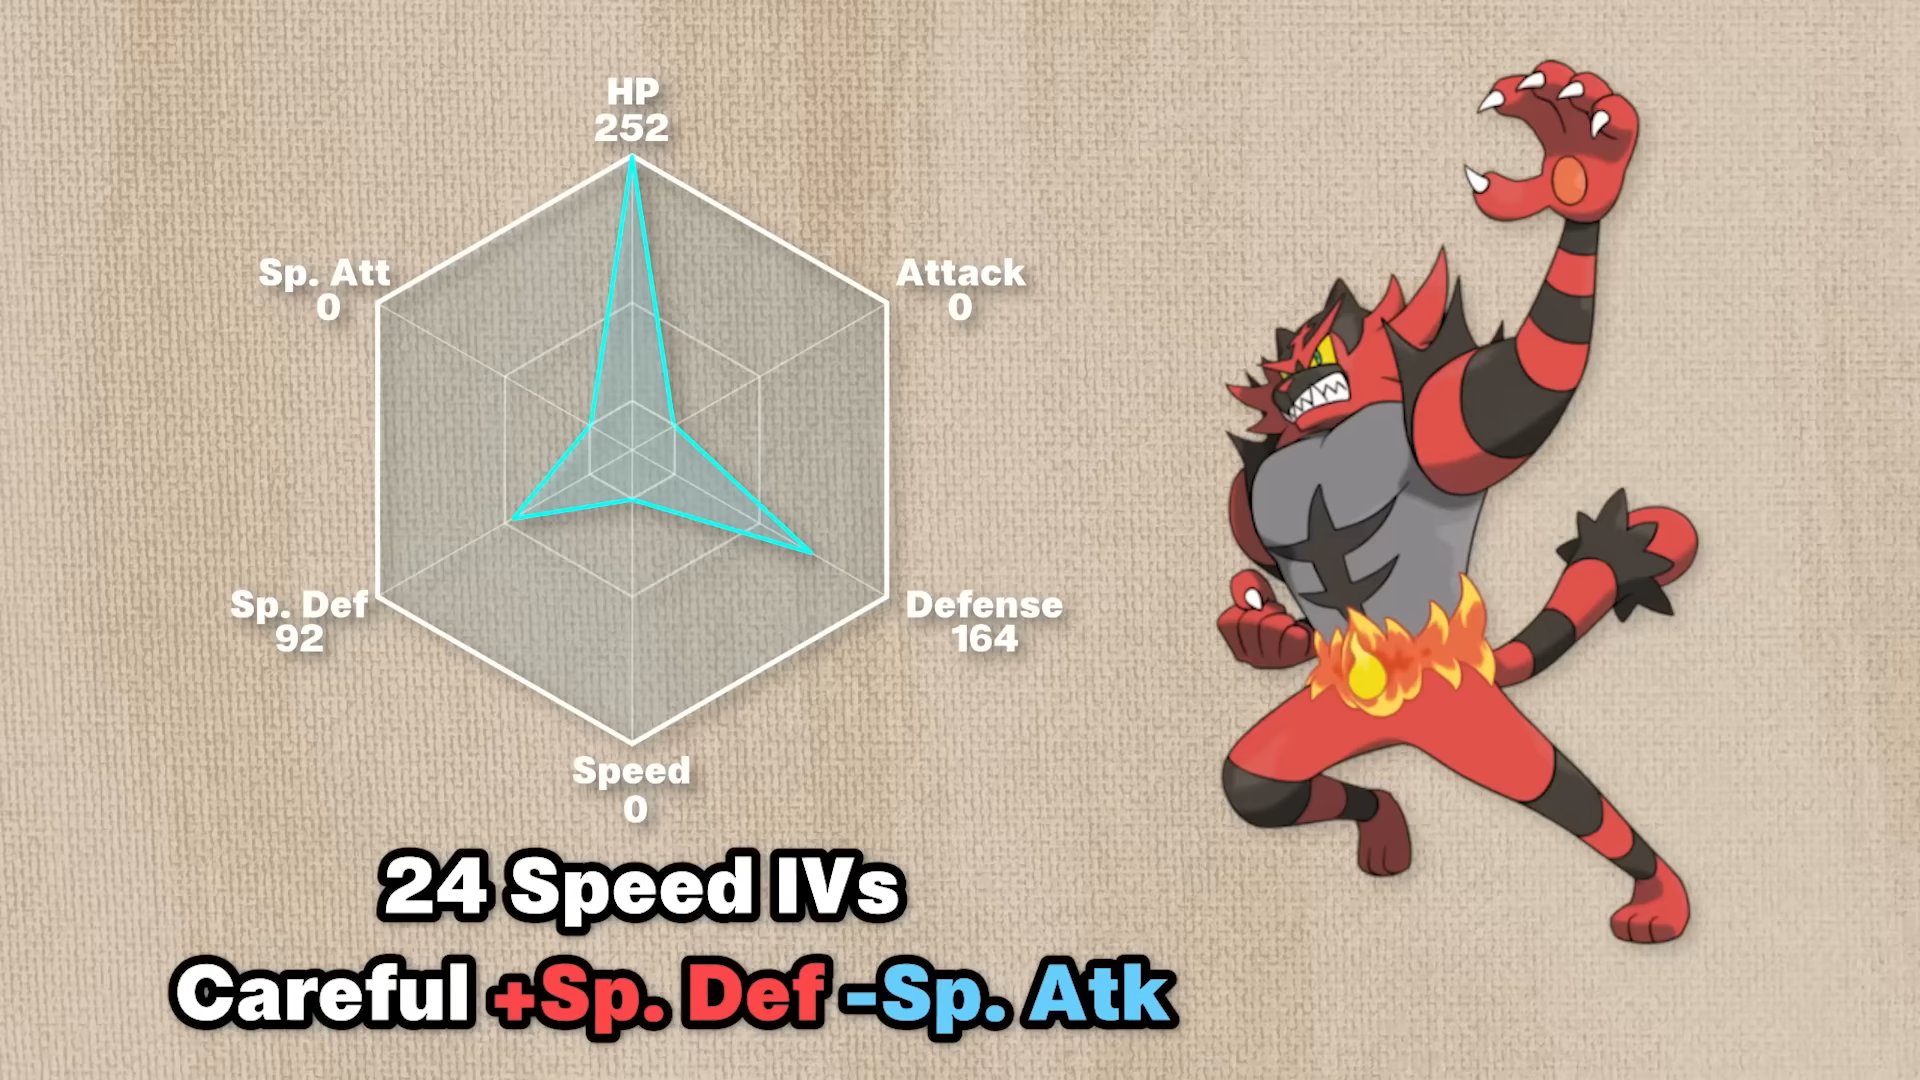 HP
252
Sp. Att
0
Attack
0
Sp. Def
92
Defense
164
Speed
0
24 Speed IVs
Careful +Sp. Def -Sp. Atk